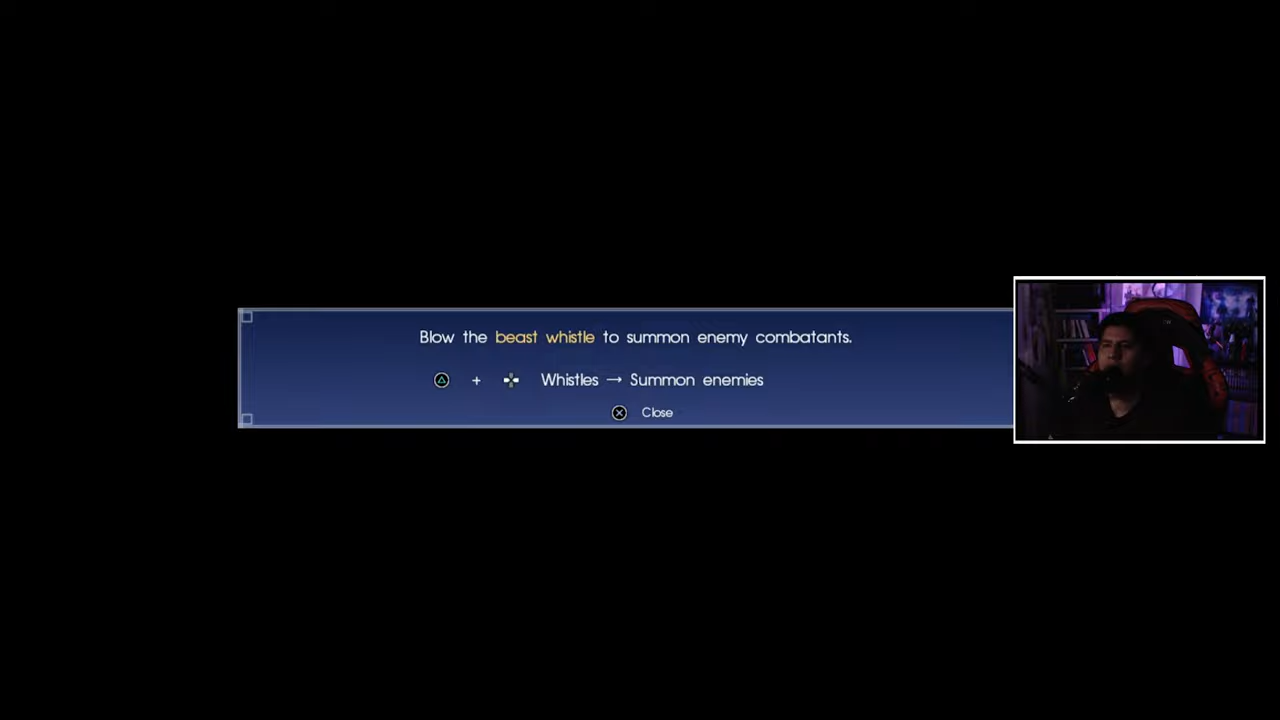 Blow the beast whistle to summon enemy combatants.
+ Whistles → Summon enemies
Close